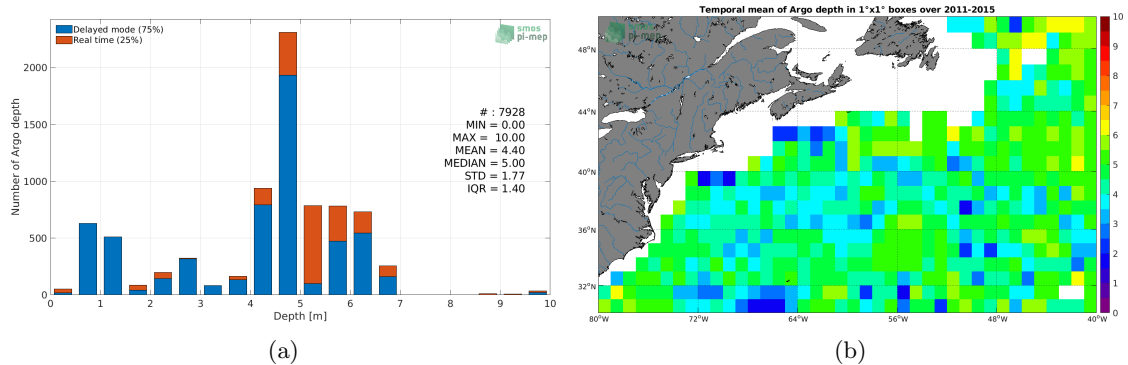 Delayed mode (75%)
Real time (25%)
smos
pi-mep
Number of Argo depth
2000
1500
1000
500
0
# : 7928
MIN = 0.00
MAX = 10.00
MEAN = 4.40
MEDIAN = 5.00
STD = 1.77
IQR = 1.40
0 1 2 3 4 5 6 7 8 9 10
Depth [m]
(a)
Temporal mean of Argo depth in 1°x1° boxes over 2011-2015
smos
pi-mep
48°N
44°N
40°N
36°N
32°N
80°W 72°W 64°W 56°W 48°W 40°W
10
9
8
7
6
5
4
3
2
1
0
(b)